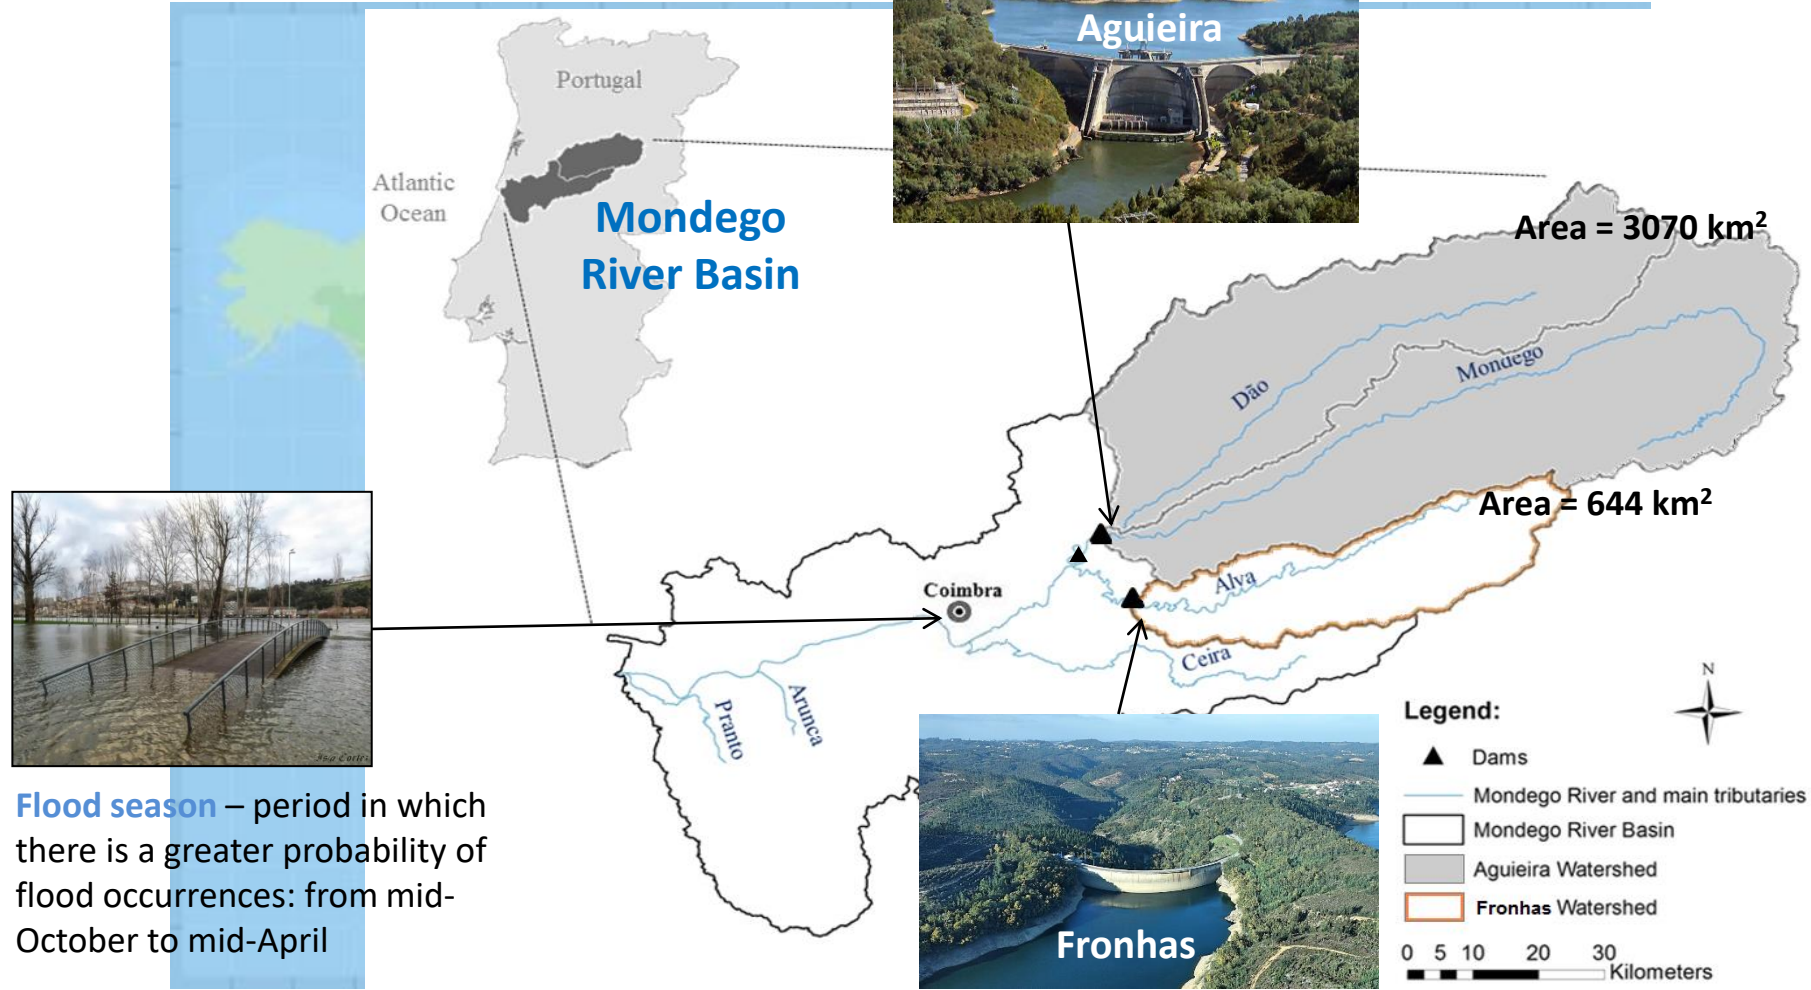 Aguieira
Portugal
Atlantic
Ocean
Mondego
River Basin
Area = 3070 km²
Dão
Mondego
Area = 644 km²
Alva
Coimbra
Ceira
Arunca
Pranto
N
Legend:
Dams
Mondego River and main tributaries
Mondego River Basin
Aguieira Watershed
Fronhas Watershed
0 5 10 20 30
Kilometers
Fronhas
Flood season – period in which
there is a greater probability of
flood occurrences: from mid-
October to mid-April